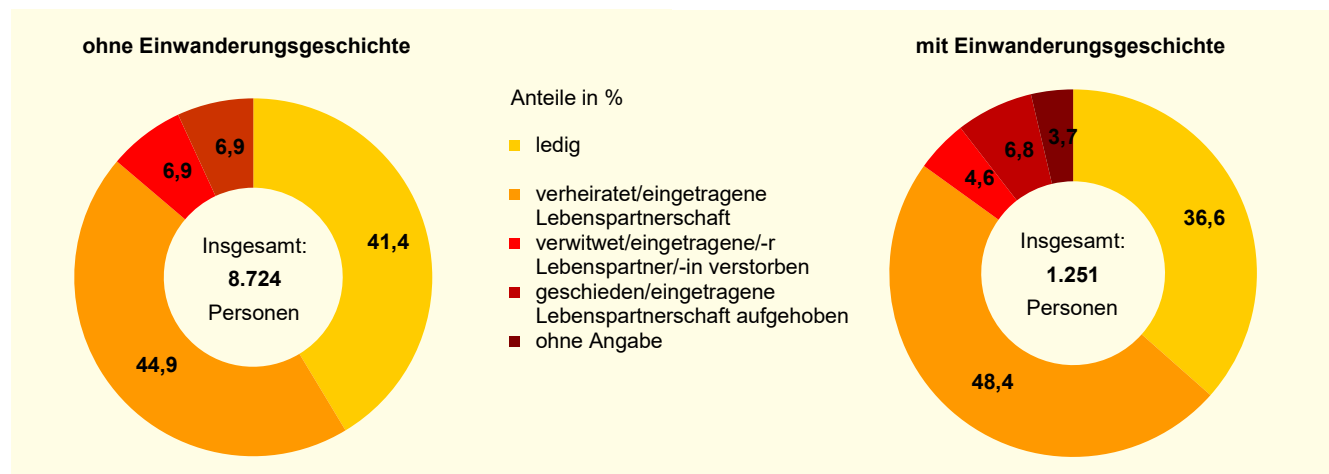 ohne Einwanderungsgeschichte
6,9
6,9
41,4
44,9
Insgesamt:
8.724
Personen
Anteile in %
ledig
verheiratet/eingetragene
Lebenspartnerschaft
verwitwet/eingetragene/-r
Lebenspartner/-in verstorben
geschieden/eingetragene
Lebenspartnerschaft aufgehoben
ohne Angabe
mit Einwanderungsgeschichte
3,7
6,8
4,6
36,6
48,4
Insgesamt:
1.251
Personen